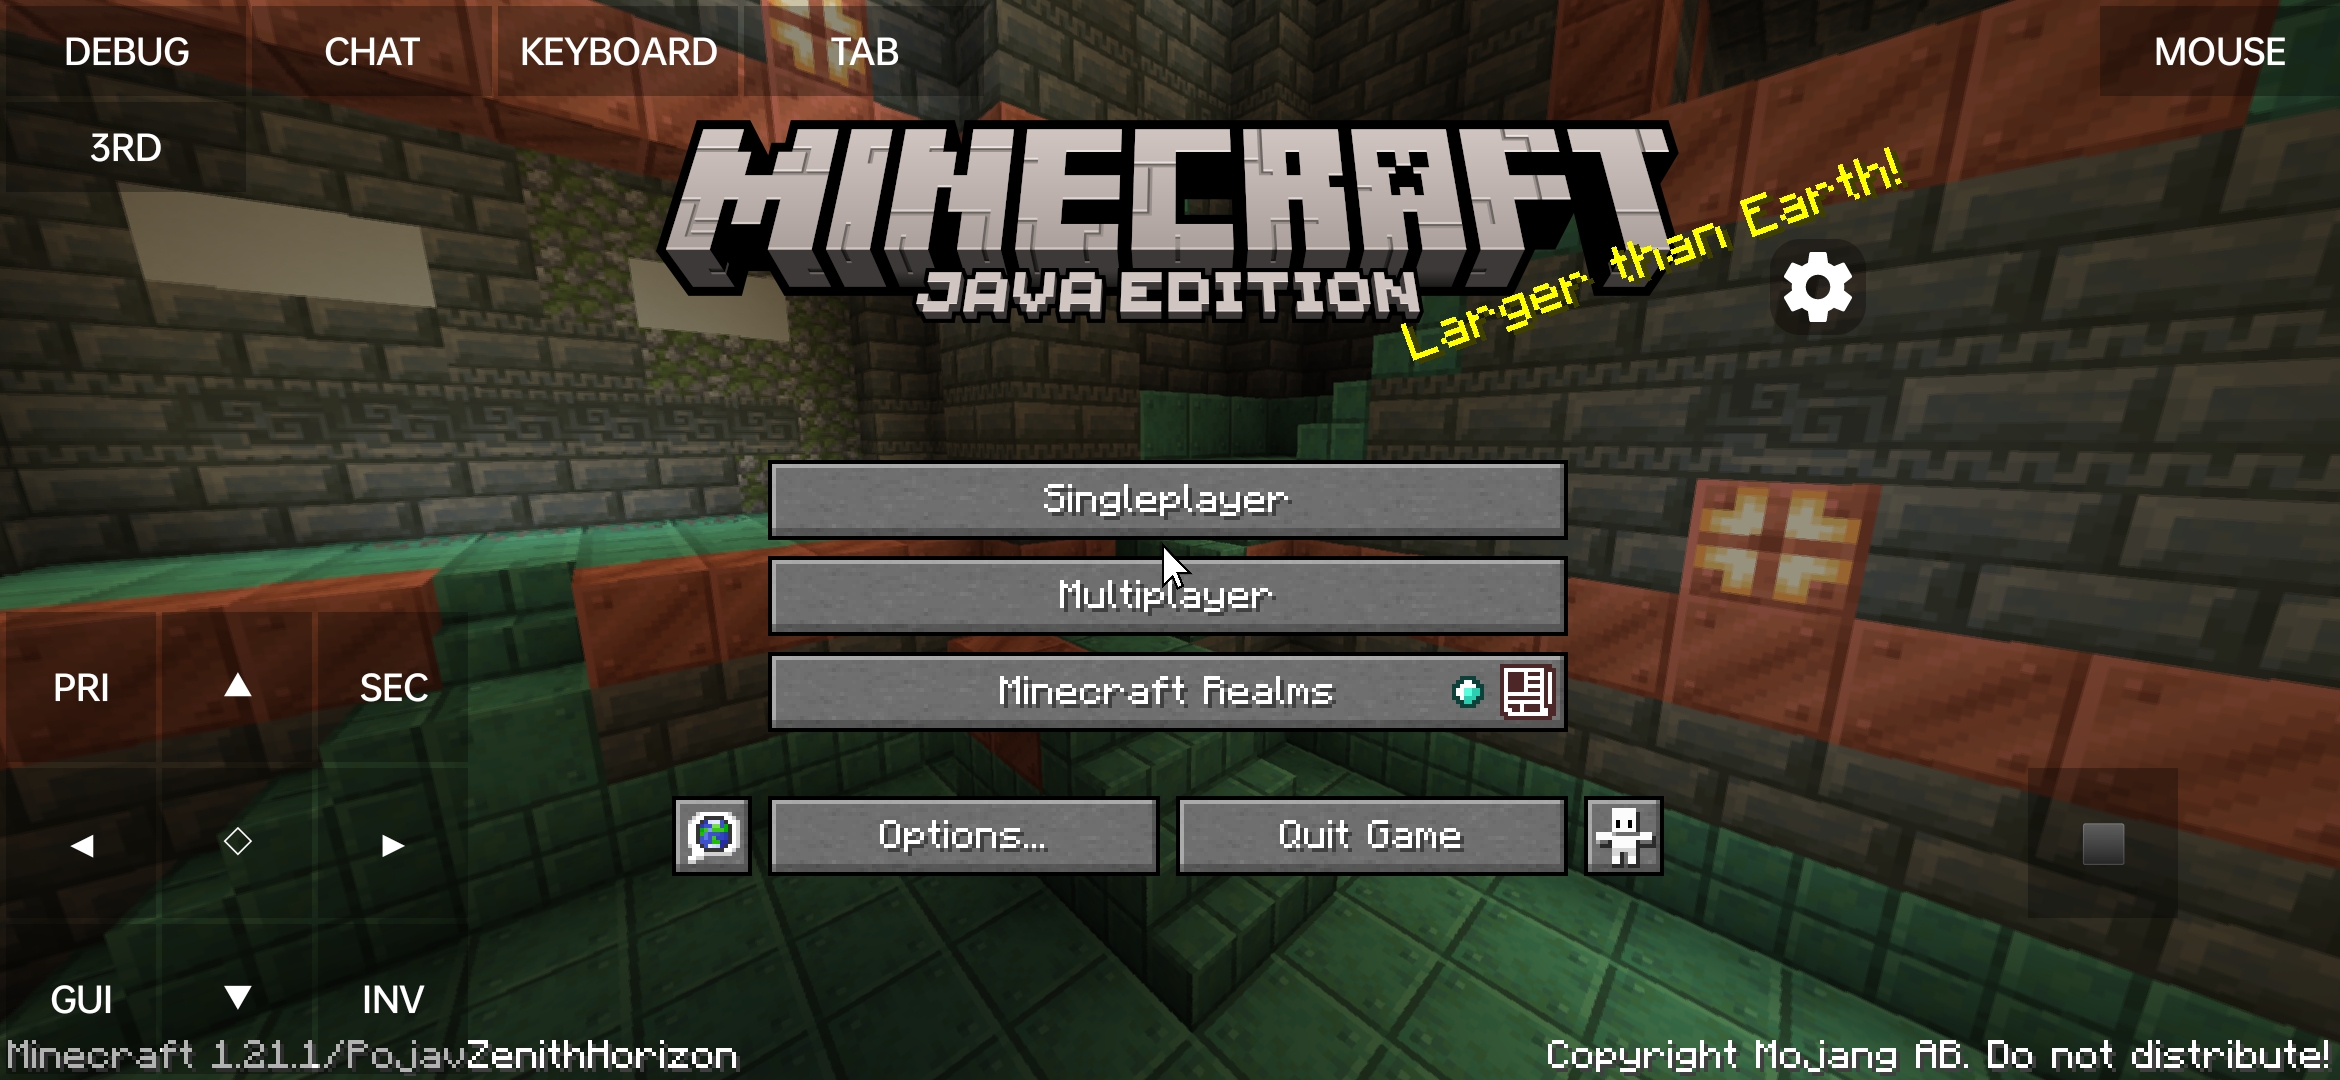 DEBUG CHAT KEYBOARD TAB MOUSE
3RD
MINECRAFT
JAVA EDITION
Larger than Earth!
Singleplayer
Multiplayer
Minecraft Realms
PRI ▲ SEC
◀ ◇ ▶
Options... Quit Game
GUI ▼ INV
Minecraft 1.21.1/PojavZenithHorizon
Copyright Mojang AB. Do not distribute!